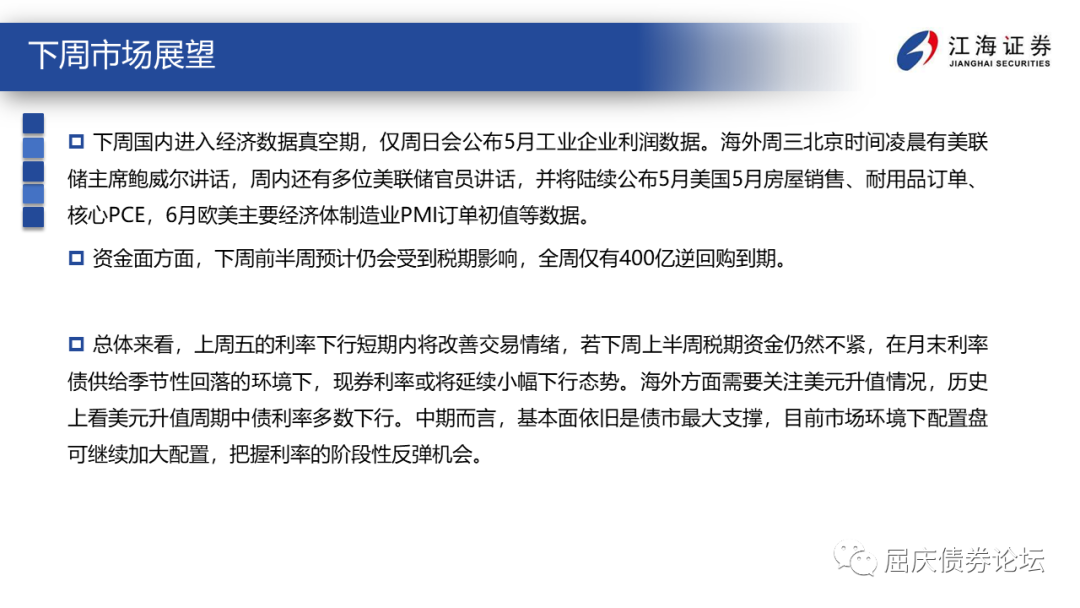 下周市场展望
江海证券
JIANGHAI SECURITIES
下周国内进入经济数据真空期，仅周日会公布5月工业企业利润数据。海外周三北京时间凌晨有美联
储主席鲍威尔讲话，周内还有多位美联储官员讲话，并将陆续公布5月美国5月房屋销售、耐用品订单、
核心PCE，6月欧美主要经济体制造业PMI订单初值等数据。
资金面方面，下周前半周预计仍会受到税期影响，全周仅有400亿逆回购到期。
总体来看，上周五的利率下行短期内将改善交易情绪，若下周上半周税期资金仍然不紧，在月末利率
债供给季节性回落的环境下，现券利率或将延续小幅下行态势。海外方面需要关注美元升值情况，历史
上看美元升值周期中债利率多数下行。中期而言，基本面依旧是债市最大支撑，目前市场环境下配置盘
可继续加大配置，把握利率的阶段性反弹机会。
屈庆债券论坛